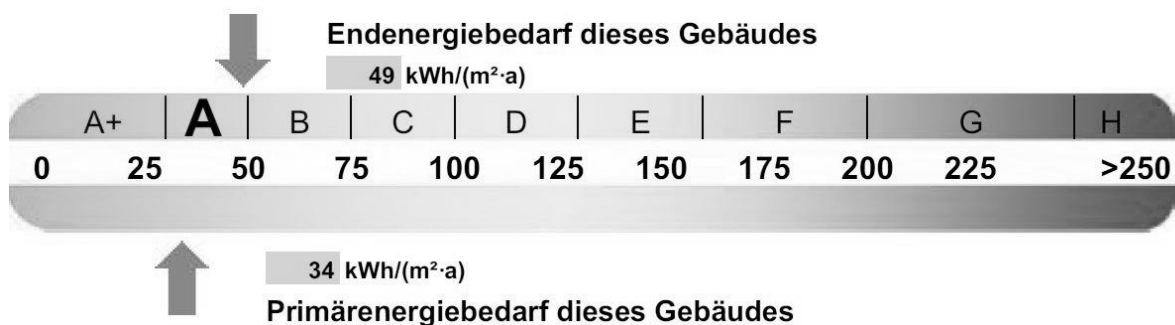 Endenergiebedarf dieses Gebäudes
49 kWh/(m²·a)
A+ A B C D E F G H
0 25 50 75 100 125 150 175 200 225 >250
34 kWh/(m²·a)
Primärenergiebedarf dieses Gebäudes